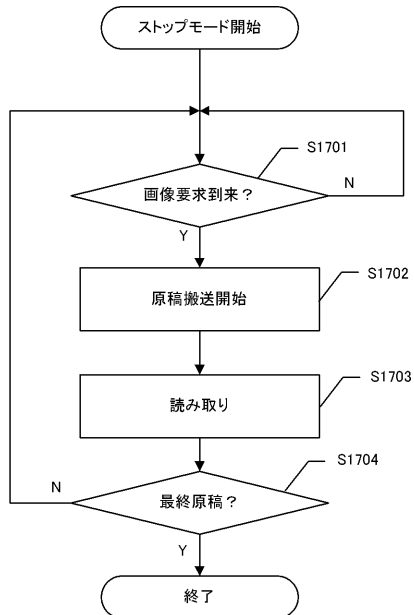 ストップモード開始
S1701
画像要求到来？
N
Y
S1702
原稿搬送開始
S1703
読み取り
S1704
N
最終原稿？
Y
終了